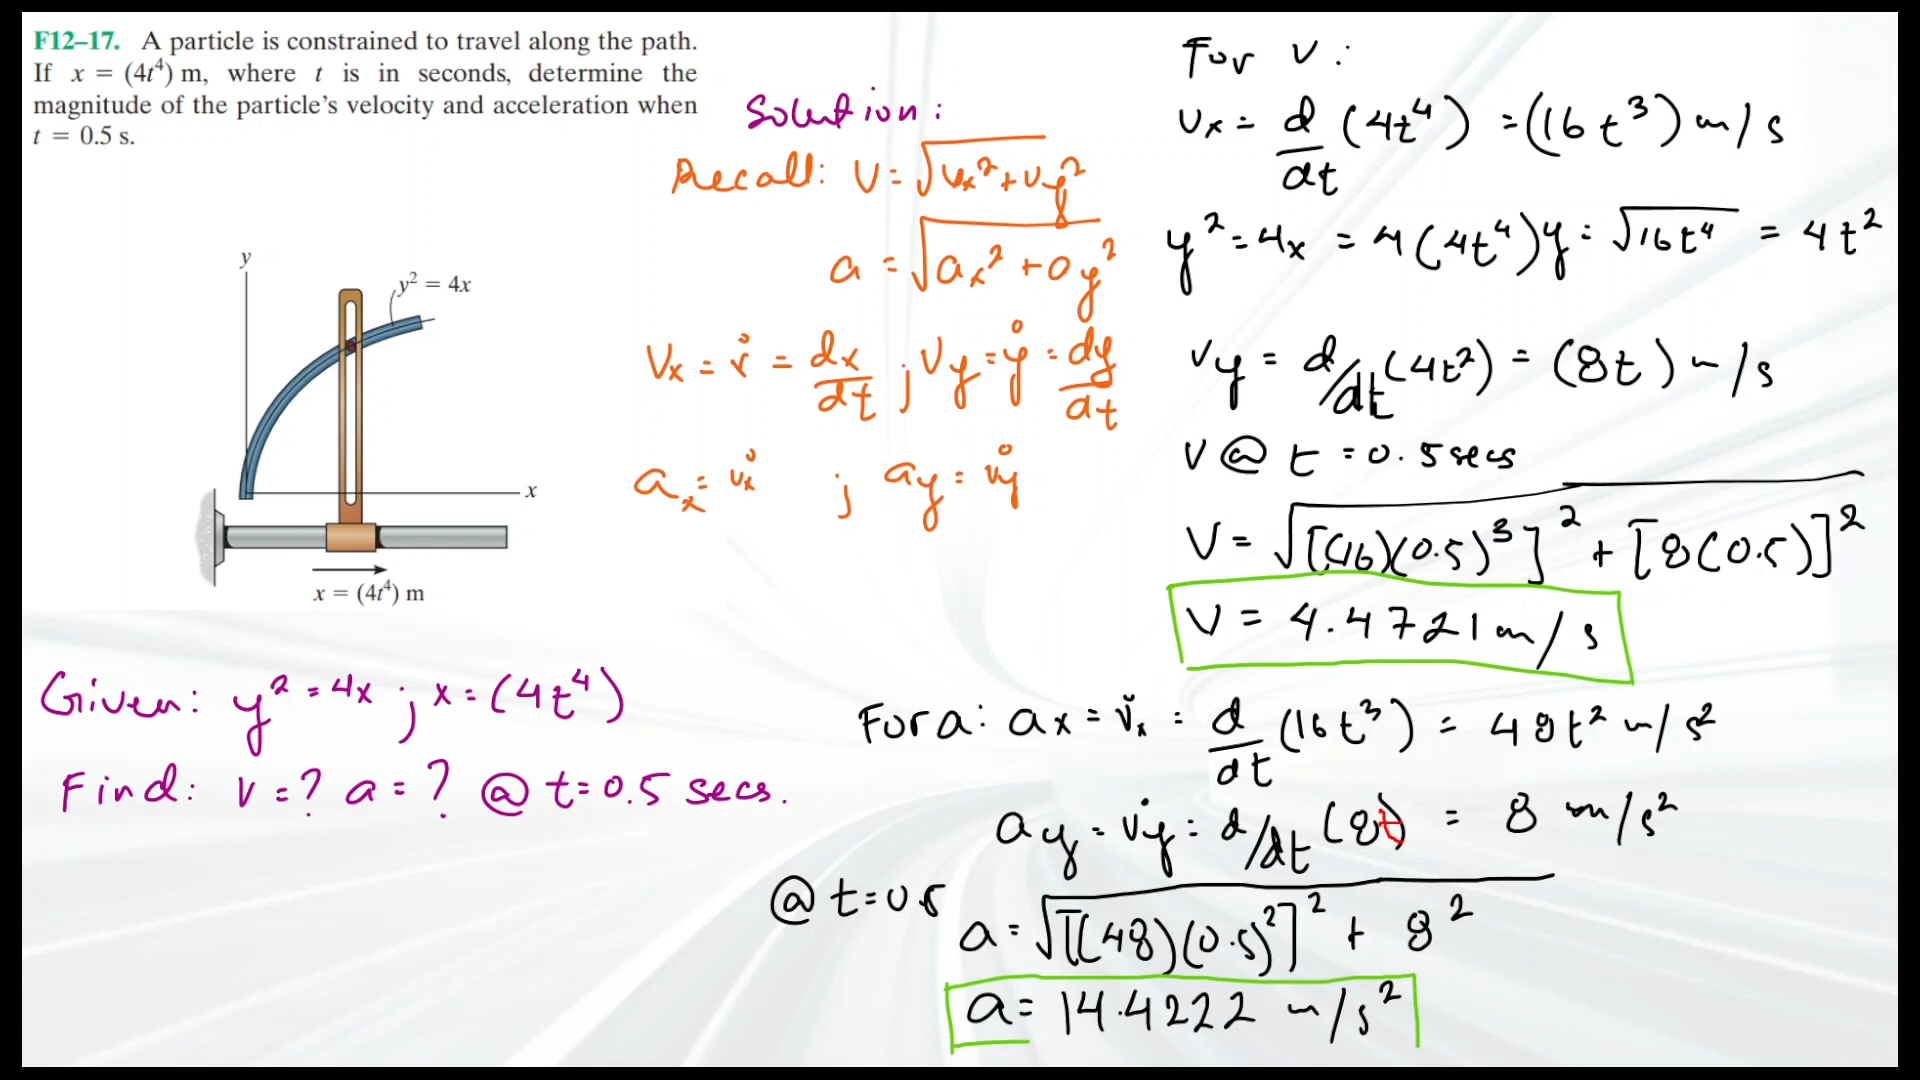 F12–17. A particle is constrained to travel along the path.
If x = (4t⁴) m, where t is in seconds, determine the
magnitude of the particle's velocity and acceleration when
t = 0.5 s.
y
y² = 4x
x
x = (4t⁴) m
Given: y² = 4x ; x = (4t⁴)
Find: v = ? a = ? @ t = 0.5 secs.
Solution:
Recall: v = √vx² + vy²
a = √ax² + ay²
vx = ẋ = dx/dt ; vy = ẏ = dy/dt
ax = v̇x ; ay = v̇y
For v:
vx = d/dt (4t⁴) = (16t³) m/s
y² = 4x = 4(4t⁴) y = √16t⁴ = 4t²
vy = d/dt (4t²) = (8t) m/s
v @ t = 0.5 secs
v = √[(16)(0.5)³]² + [8(0.5)]²
v = 4.4721 m/s
For a: ax = v̇x = d/dt (16t³) = 48t² m/s²
ay = v̇y = d/dt (8t) = 8 m/s²
@ t = 0.5
a = √[(48)(0.5)²]² + 8²
a = 14.4222 m/s²